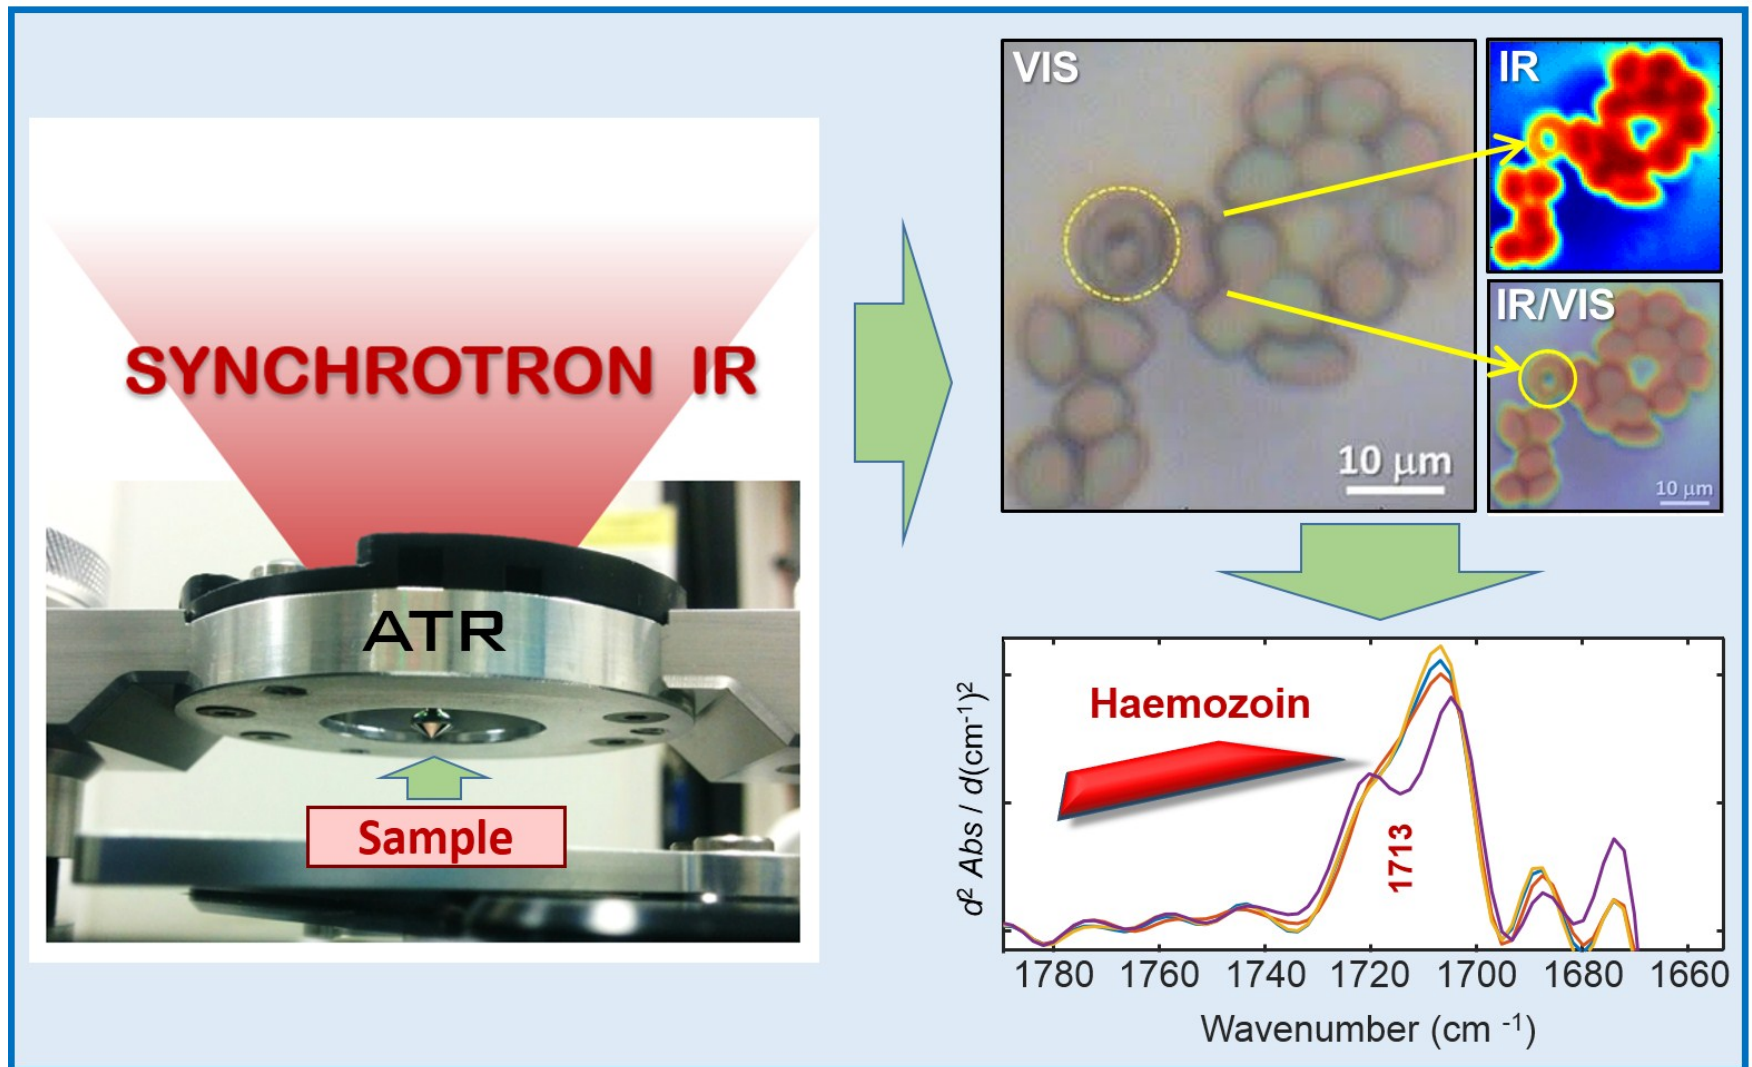 SYNCHROTRON IR
ATR
Sample
VIS
10 μm
IR
IR/VIS
10 μm
Haemozoin
1713
d² Abs / d(cm⁻¹)²
1780 1760 1740 1720 1700 1680 1660
Wavenumber (cm ⁻¹)